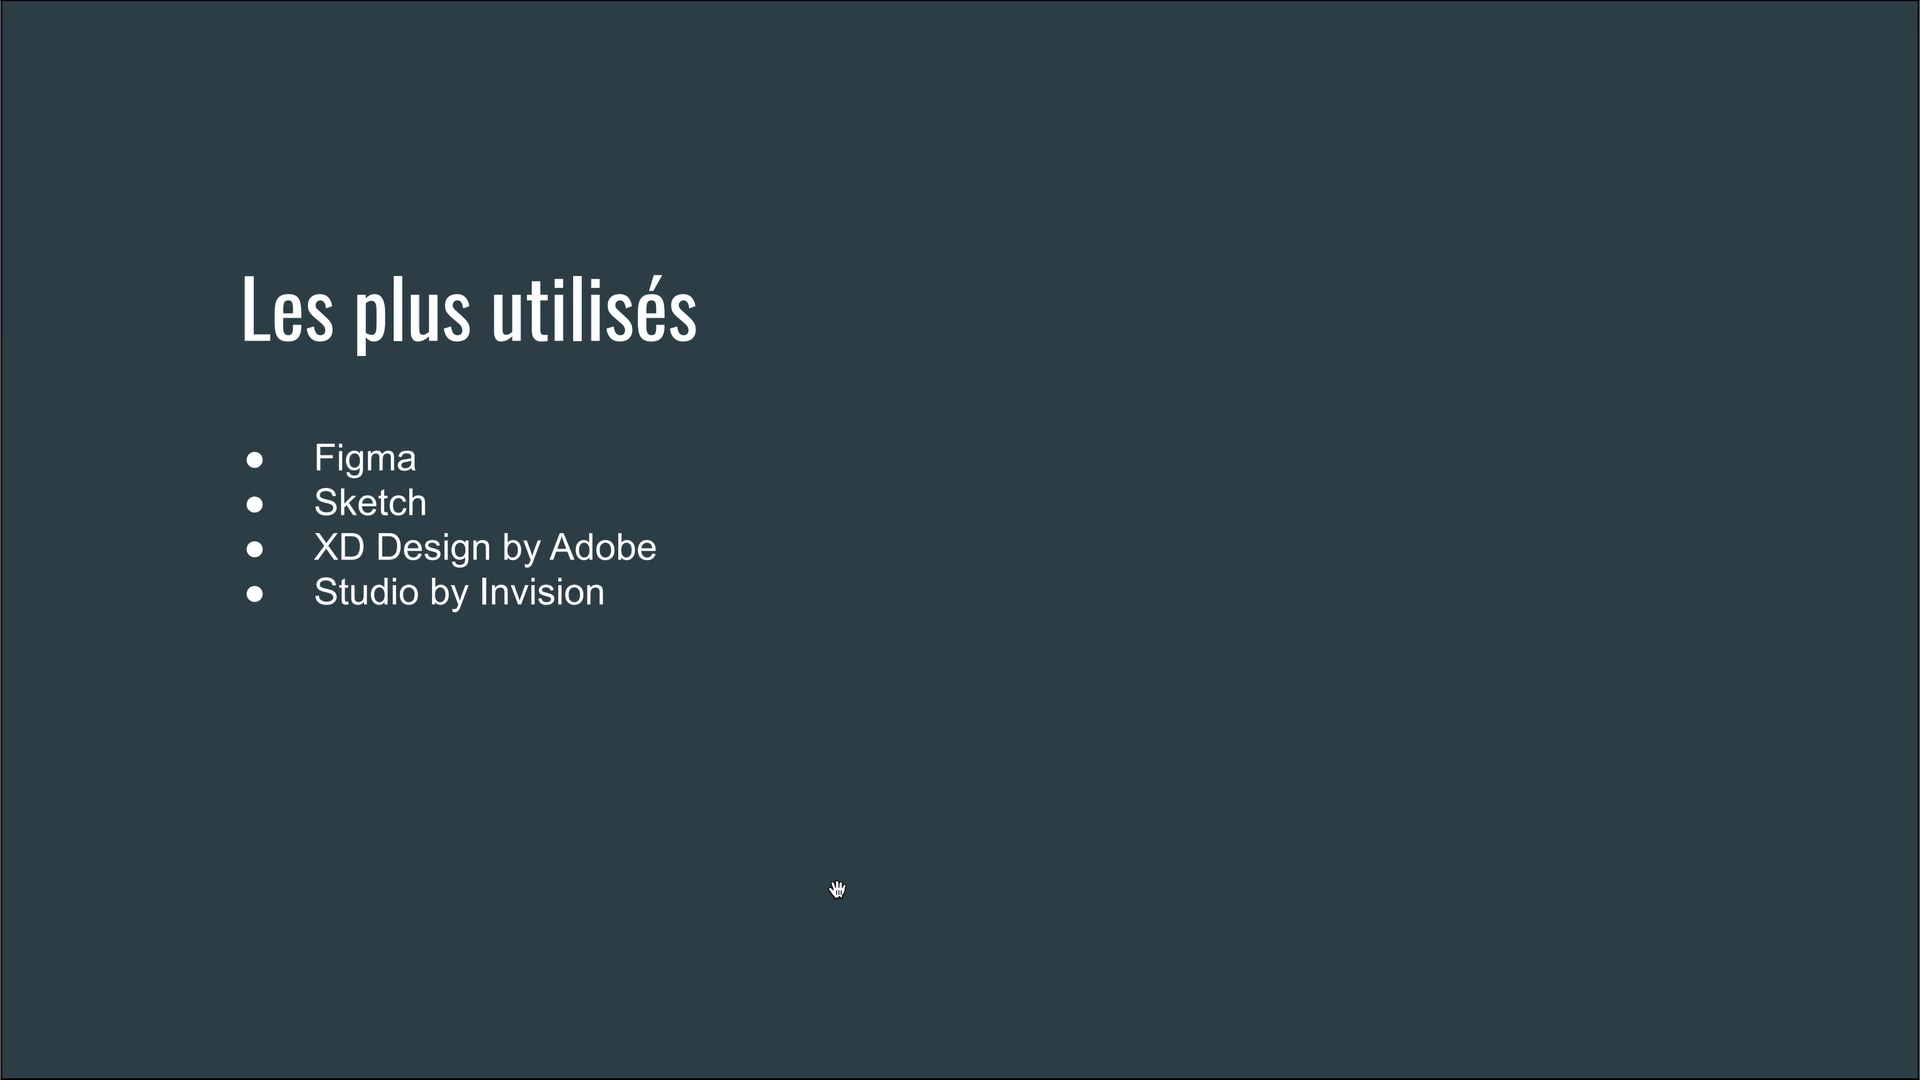 Les plus utilisés
● Figma
● Sketch
● XD Design by Adobe
● Studio by Invision